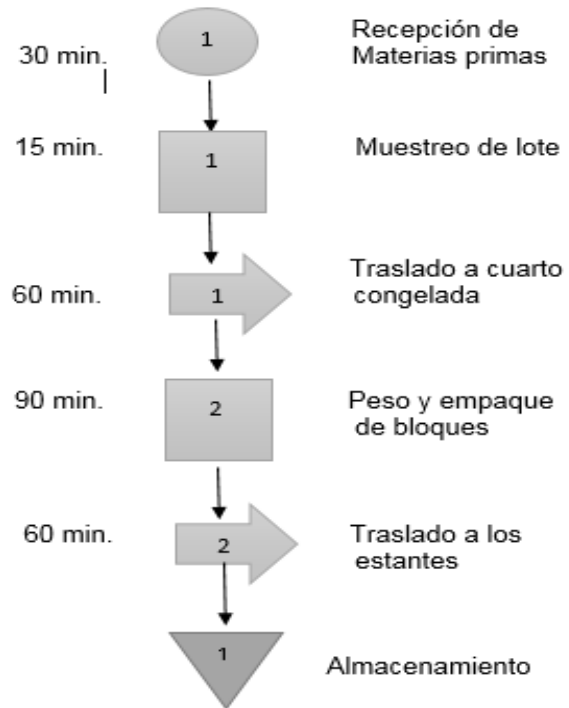 1
Recepción de
30 min.
Materias primas
15 min.
1
Muestreo de lote
60 min.
1
Traslado a cuarto
congelada
90 min.
2
Peso y empaque
de bloques
60 min.
2
Traslado a los
estantes
1
Almacenamiento